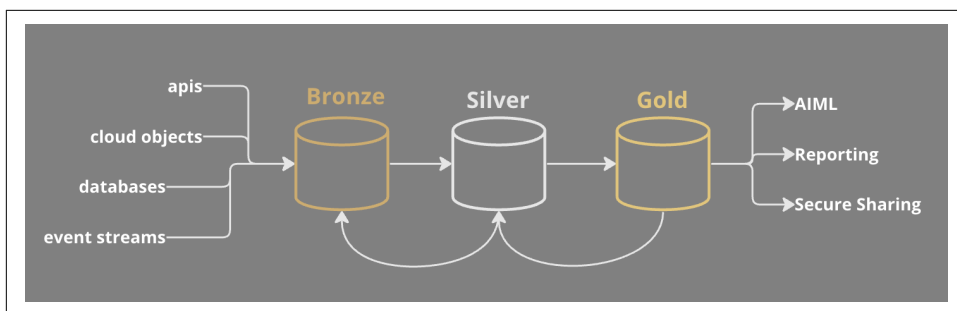 apis
cloud objects
databases
event streams
Bronze
Silver
Gold
AIML
Reporting
Secure Sharing